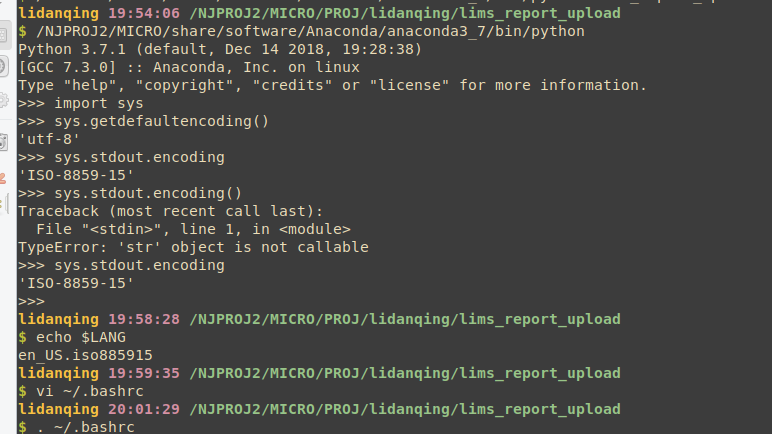 lidanqing 19:54:06 /NJPROJ2/MICRO/PROJ/lidanqing/lims_report_upload
$ /NJPROJ2/MICRO/share/software/Anaconda/anaconda3_7/bin/python
Python 3.7.1 (default, Dec 14 2018, 19:28:38)
[GCC 7.3.0] :: Anaconda, Inc. on linux
Type "help", "copyright", "credits" or "license" for more information.
>>> import sys
>>> sys.getdefaultencoding()
'utf-8'
>>> sys.stdout.encoding
'ISO-8859-15'
>>> sys.stdout.encoding()
Traceback (most recent call last):
  File "<stdin>", line 1, in <module>
TypeError: 'str' object is not callable
>>> sys.stdout.encoding
'ISO-8859-15'
>>>
lidanqing 19:58:28 /NJPROJ2/MICRO/PROJ/lidanqing/lims_report_upload
$ echo $LANG
en_US.iso885915
lidanqing 19:59:35 /NJPROJ2/MICRO/PROJ/lidanqing/lims_report_upload
$ vi ~/.bashrc
lidanqing 20:01:29 /NJPROJ2/MICRO/PROJ/lidanqing/lims_report_upload
$ . ~/.bashrc